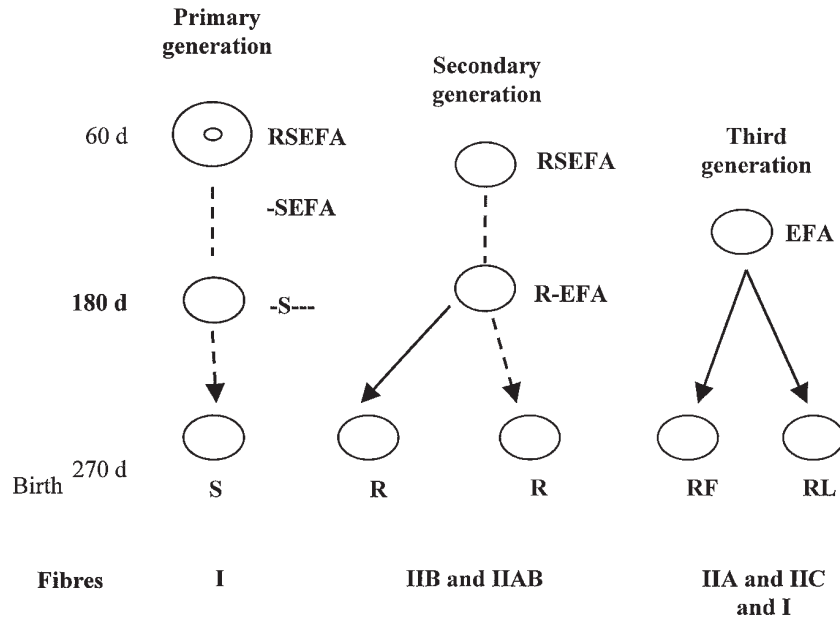 Primary
generation
Secondary
generation
Third
generation
60 d
RSEFA
-SEFA
RSEFA
EFA
180 d
-S---
R-EFA
270 d
Birth
S
R
R
RF
RL
Fibres
I
IIB and IIAB
IIA and IIC
and I